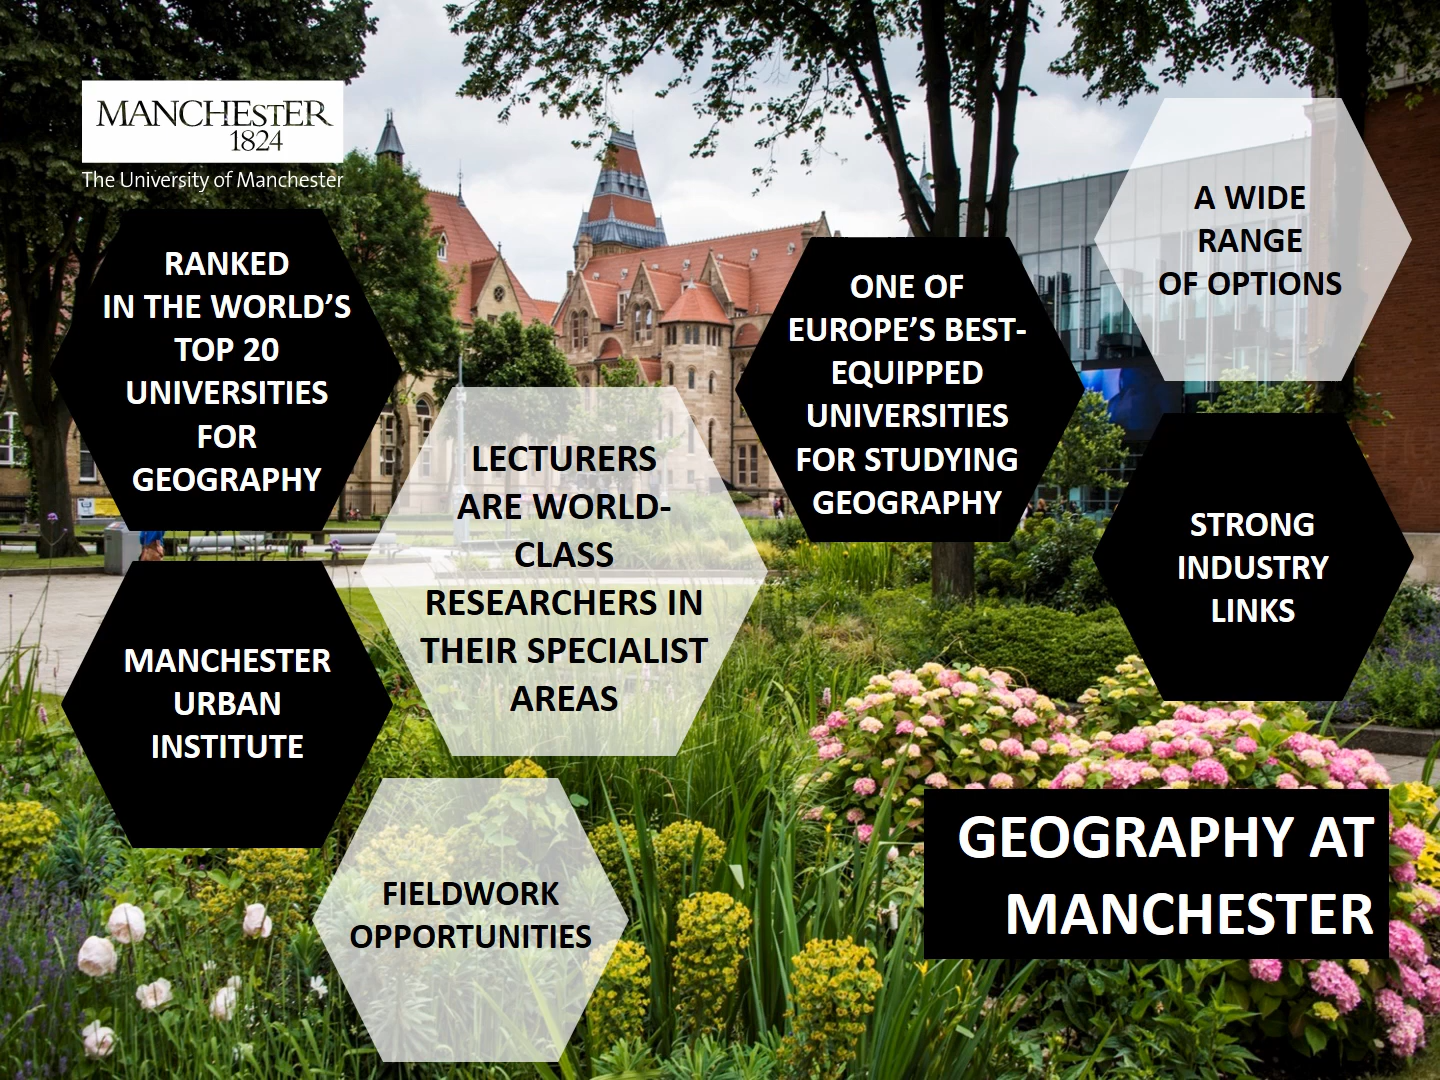 MANCHESTER
1824
The University of Manchester
RANKED
IN THE WORLD'S
TOP 20
UNIVERSITIES
FOR
GEOGRAPHY
LECTURERS
ARE WORLD-
CLASS
RESEARCHERS IN
THEIR SPECIALIST
AREAS
ONE OF
EUROPE'S BEST-
EQUIPPED
UNIVERSITIES
FOR STUDYING
GEOGRAPHY
A WIDE
RANGE
OF OPTIONS
STRONG
INDUSTRY
LINKS
MANCHESTER
URBAN
INSTITUTE
FIELDWORK
OPPORTUNITIES
GEOGRAPHY AT
MANCHESTER